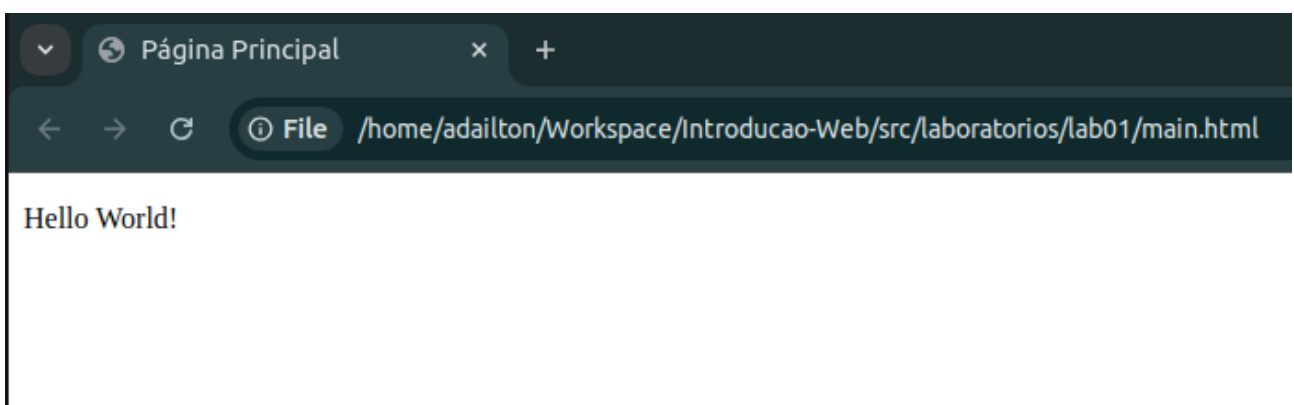 Página Principal
File /home/adailton/Workspace/Introducao-Web/src/laboratorios/lab01/main.html
Hello World!